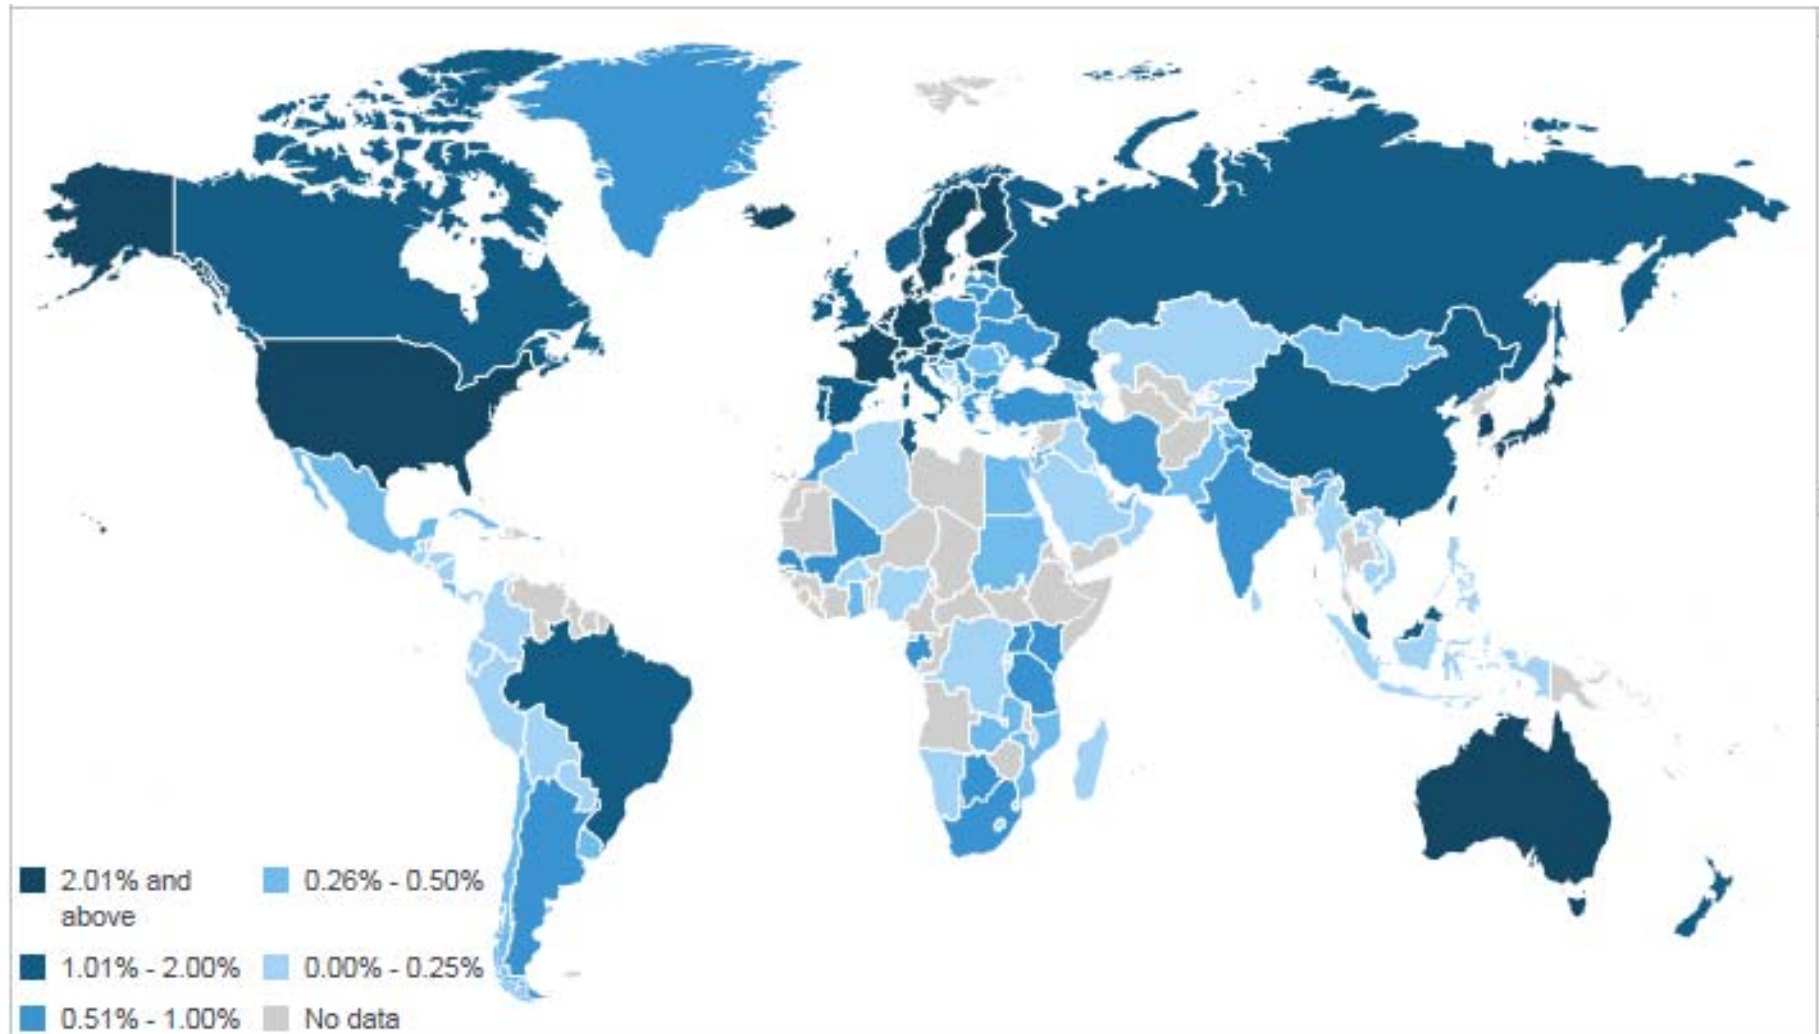 2.01% and
above
1.01% - 2.00%
0.51% - 1.00%
0.26% - 0.50%
0.00% - 0.25%
No data